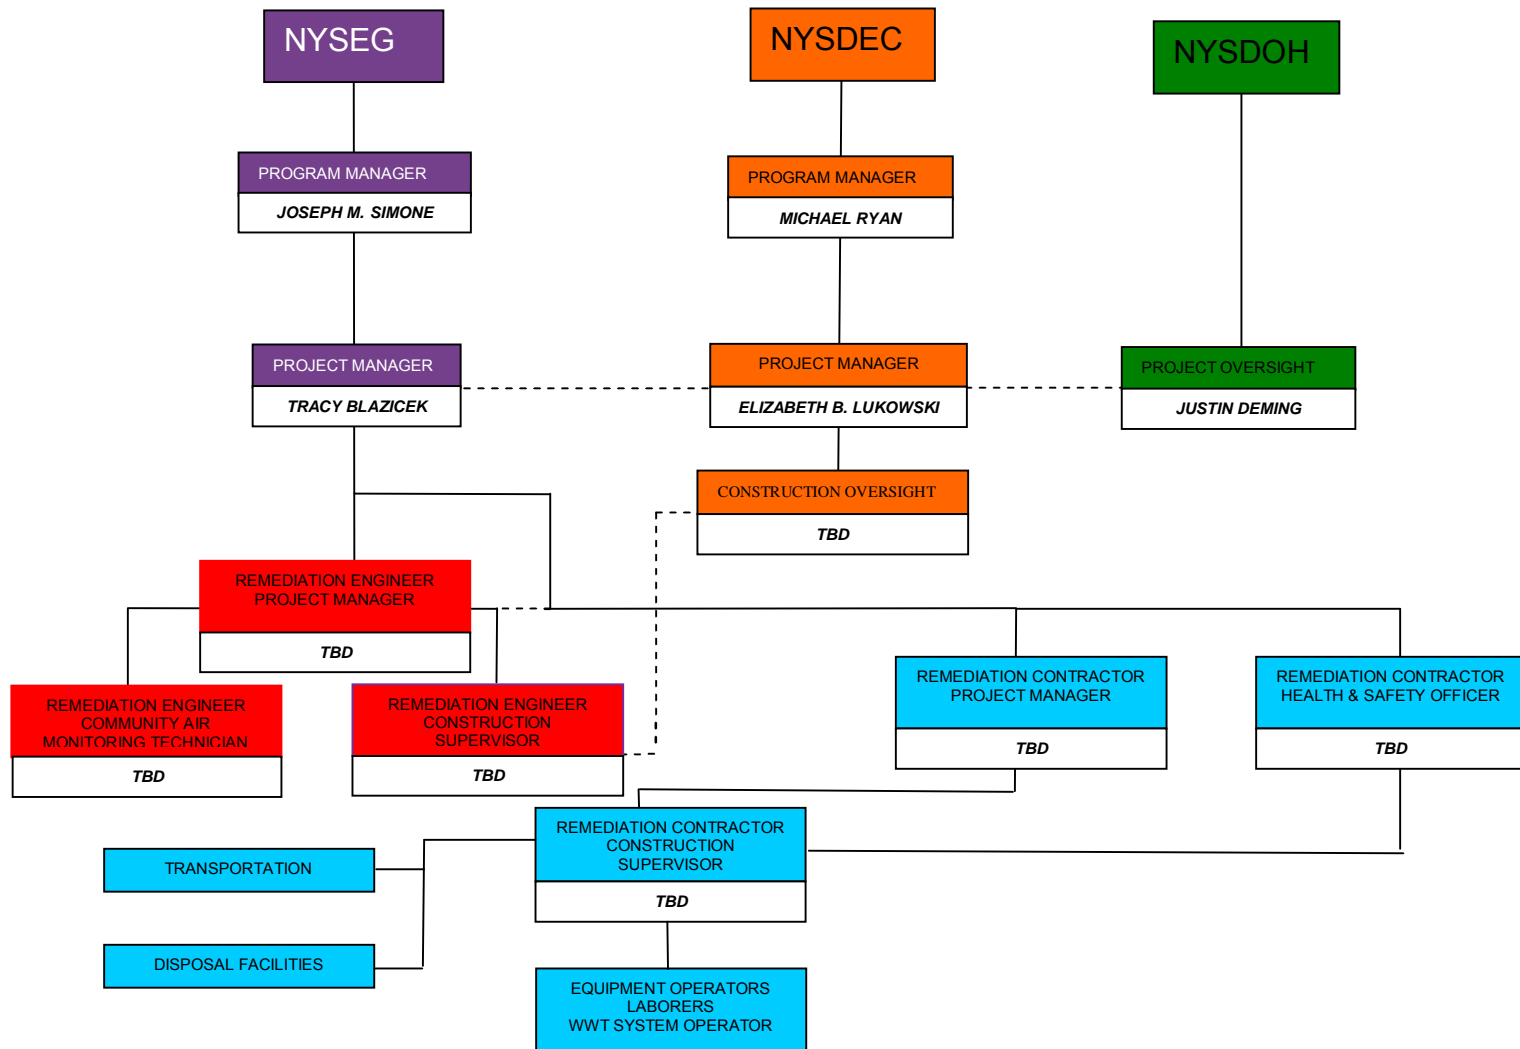 NYSEG
NYSDEC
NYSDOH
PROGRAM MANAGER
JOSEPH M. SIMONE
PROGRAM MANAGER
MICHAEL RYAN
PROJECT MANAGER
TRACY BLAZICEK
PROJECT MANAGER
ELIZABETH B. LUKOWSKI
PROJECT OVERSIGHT
JUSTIN DEMING
CONSTRUCTION OVERSIGHT
TBD
REMEDIATION ENGINEER
PROJECT MANAGER
TBD
REMEDIATION ENGINEER
COMMUNITY AIR
MONITORING TECHNICIAN
TBD
REMEDIATION ENGINEER
CONSTRUCTION
SUPERVISOR
TBD
REMEDIATION CONTRACTOR
PROJECT MANAGER
TBD
REMEDIATION CONTRACTOR
HEALTH & SAFETY OFFICER
TBD
REMEDIATION CONTRACTOR
CONSTRUCTION
SUPERVISOR
TBD
TRANSPORTATION
DISPOSAL FACILITIES
EQUIPMENT OPERATORS
LABORERS
WWT SYSTEM OPERATOR